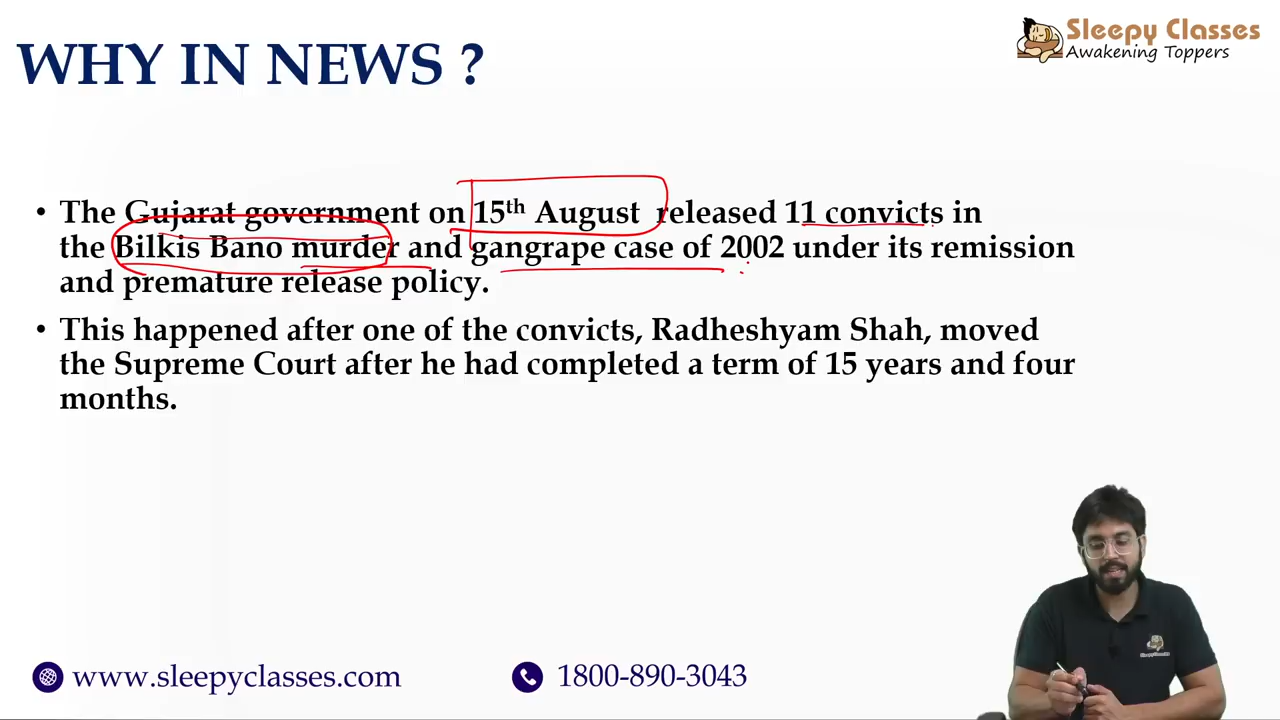 WHY IN NEWS ?
Sleepy Classes
Awakening Toppers
• The Gujarat government on 15th August released 11 convicts in
the Bilkis Bano murder and gangrape case of 2002 under its remission
and premature release policy.
• This happened after one of the convicts, Radheshyam Shah, moved
the Supreme Court after he had completed a term of 15 years and four
months.
www.sleepyclasses.com
1800-890-3043